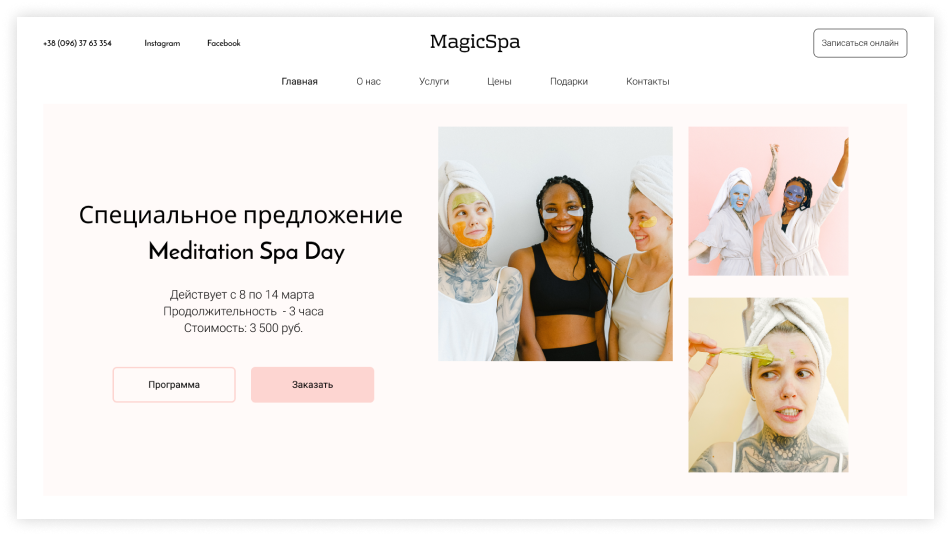 +38 (096) 37 63 354 Instagram Facebook MagicSpa Записаться онлайн
Главная О нас Услуги Цены Подарки Контакты
Специальное предложение
Meditation Spa Day
Действует с 8 по 14 марта
Продолжительность - 3 часа
Стоимость: 3 500 руб.
Программа Заказать